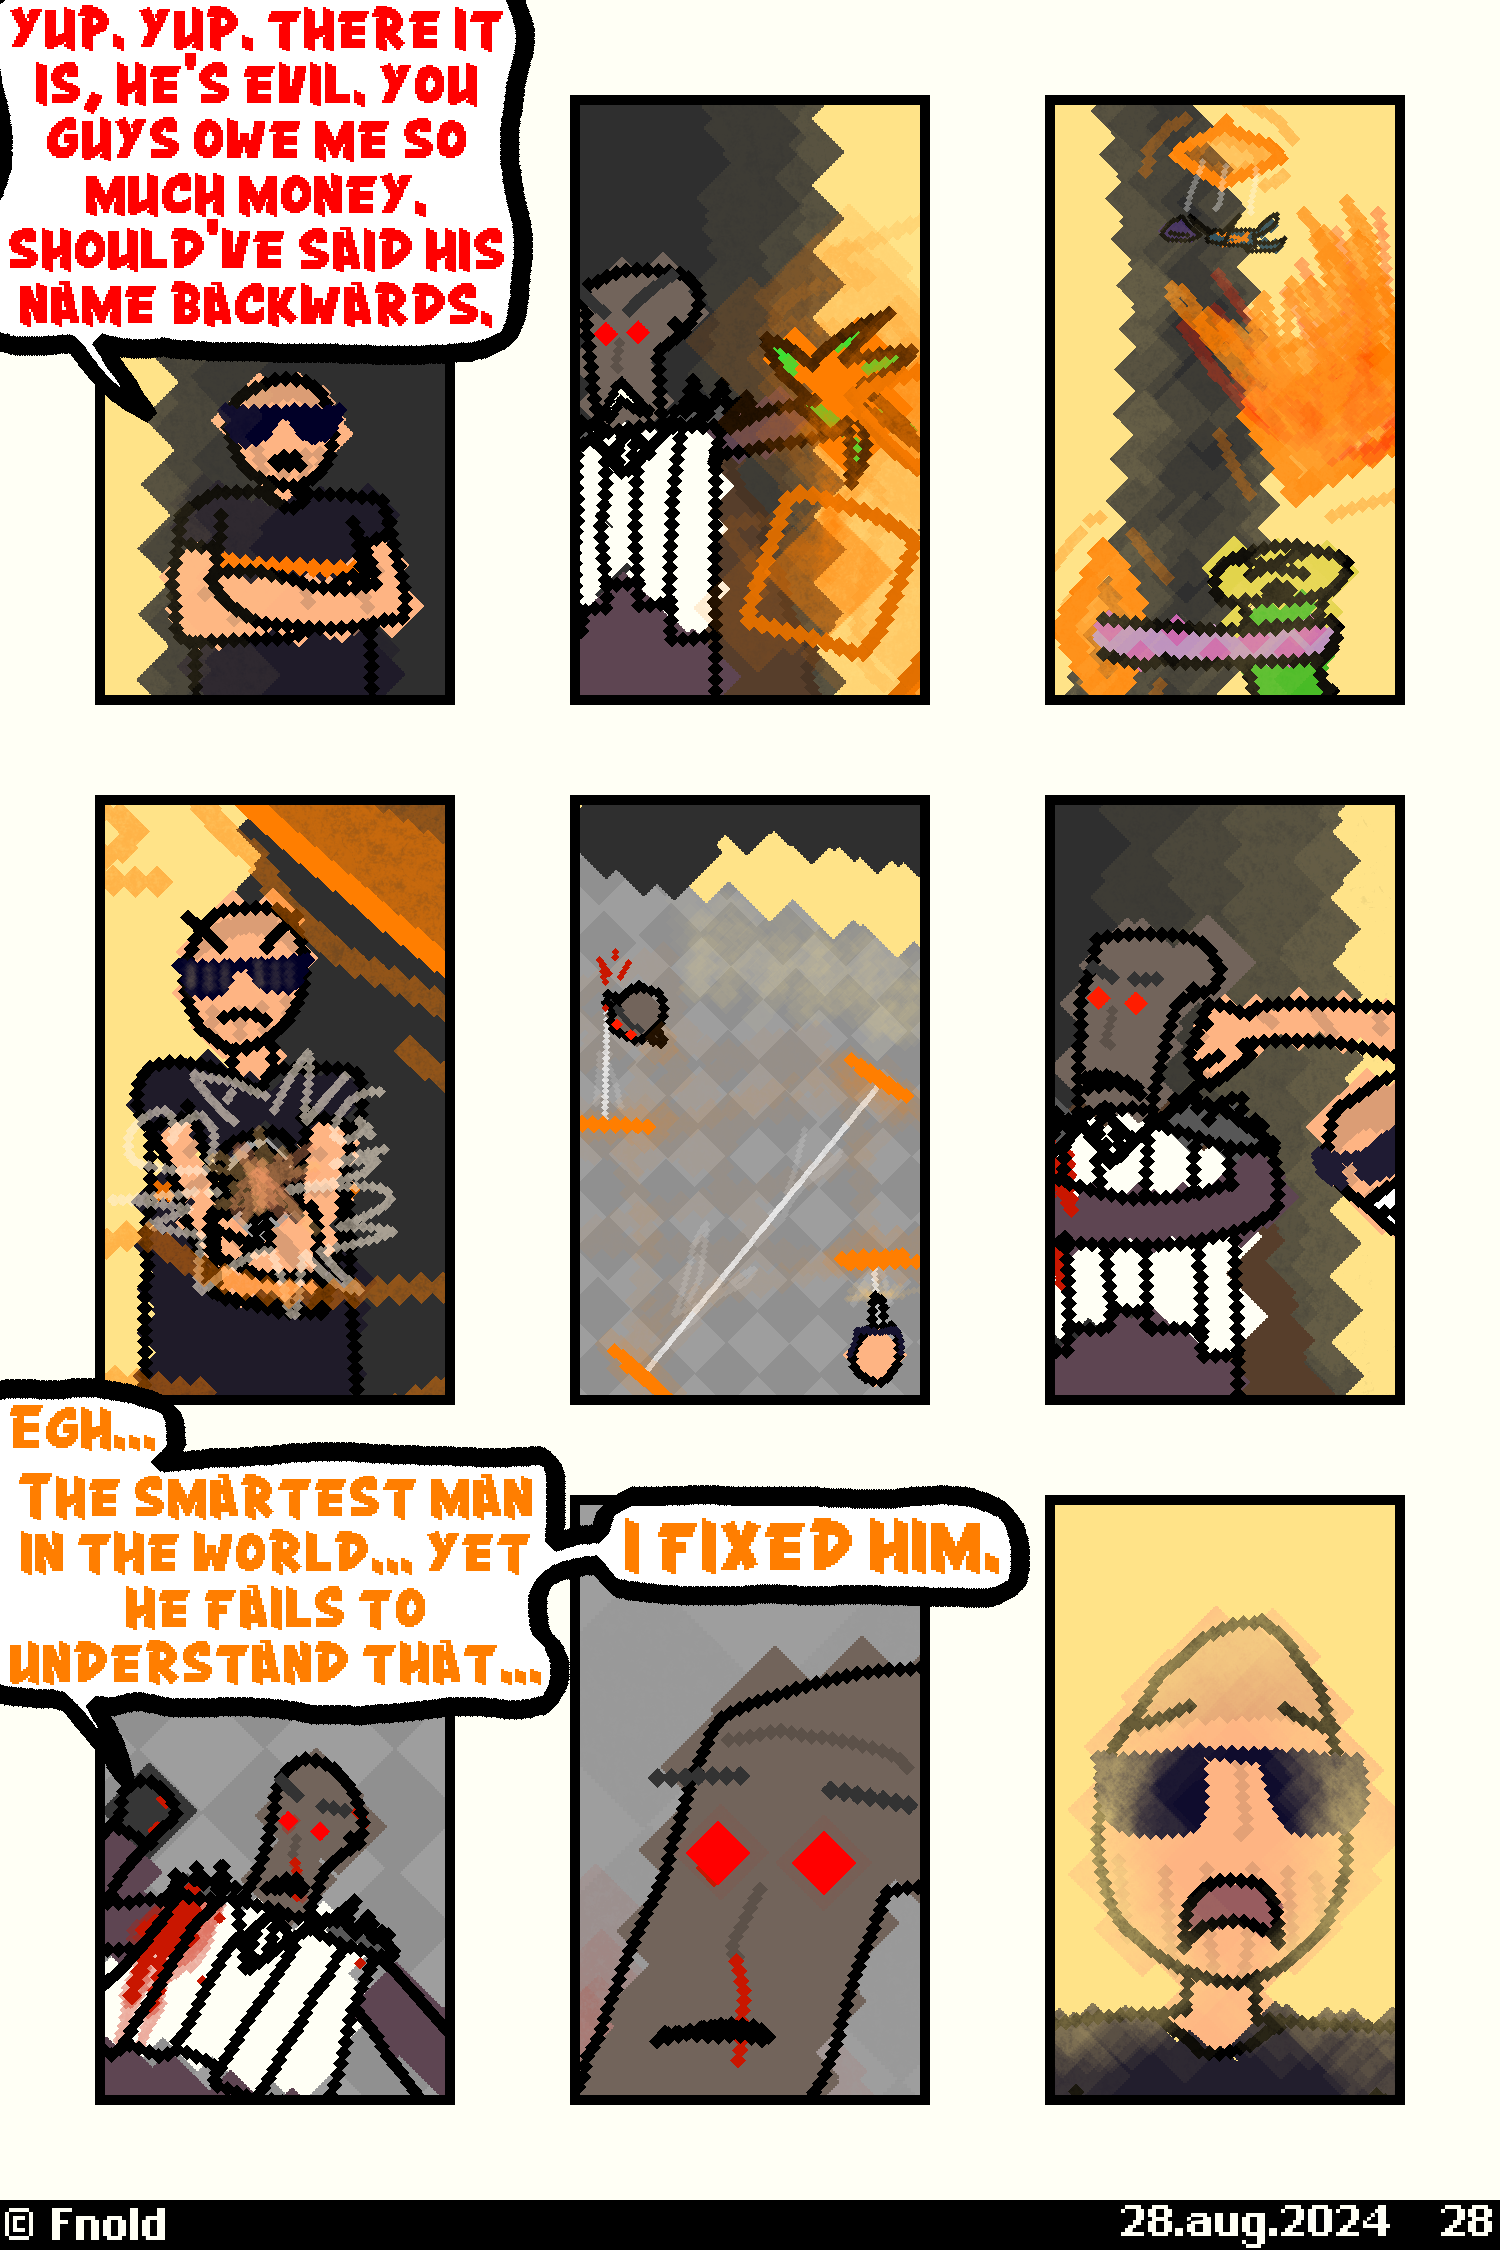 YUP. YUP. THERE IT
IS, HE'S EVIL. YOU
GUYS OWE ME SO
MUCH MONEY.
SHOULD'VE SAID HIS
NAME BACKWARDS.
EGH...
THE SMARTEST MAN
IN THE WORLD... YET
HE FAILS TO
UNDERSTAND THAT...
I FIXED HIM.
© Fnold
28.aug.2024 28